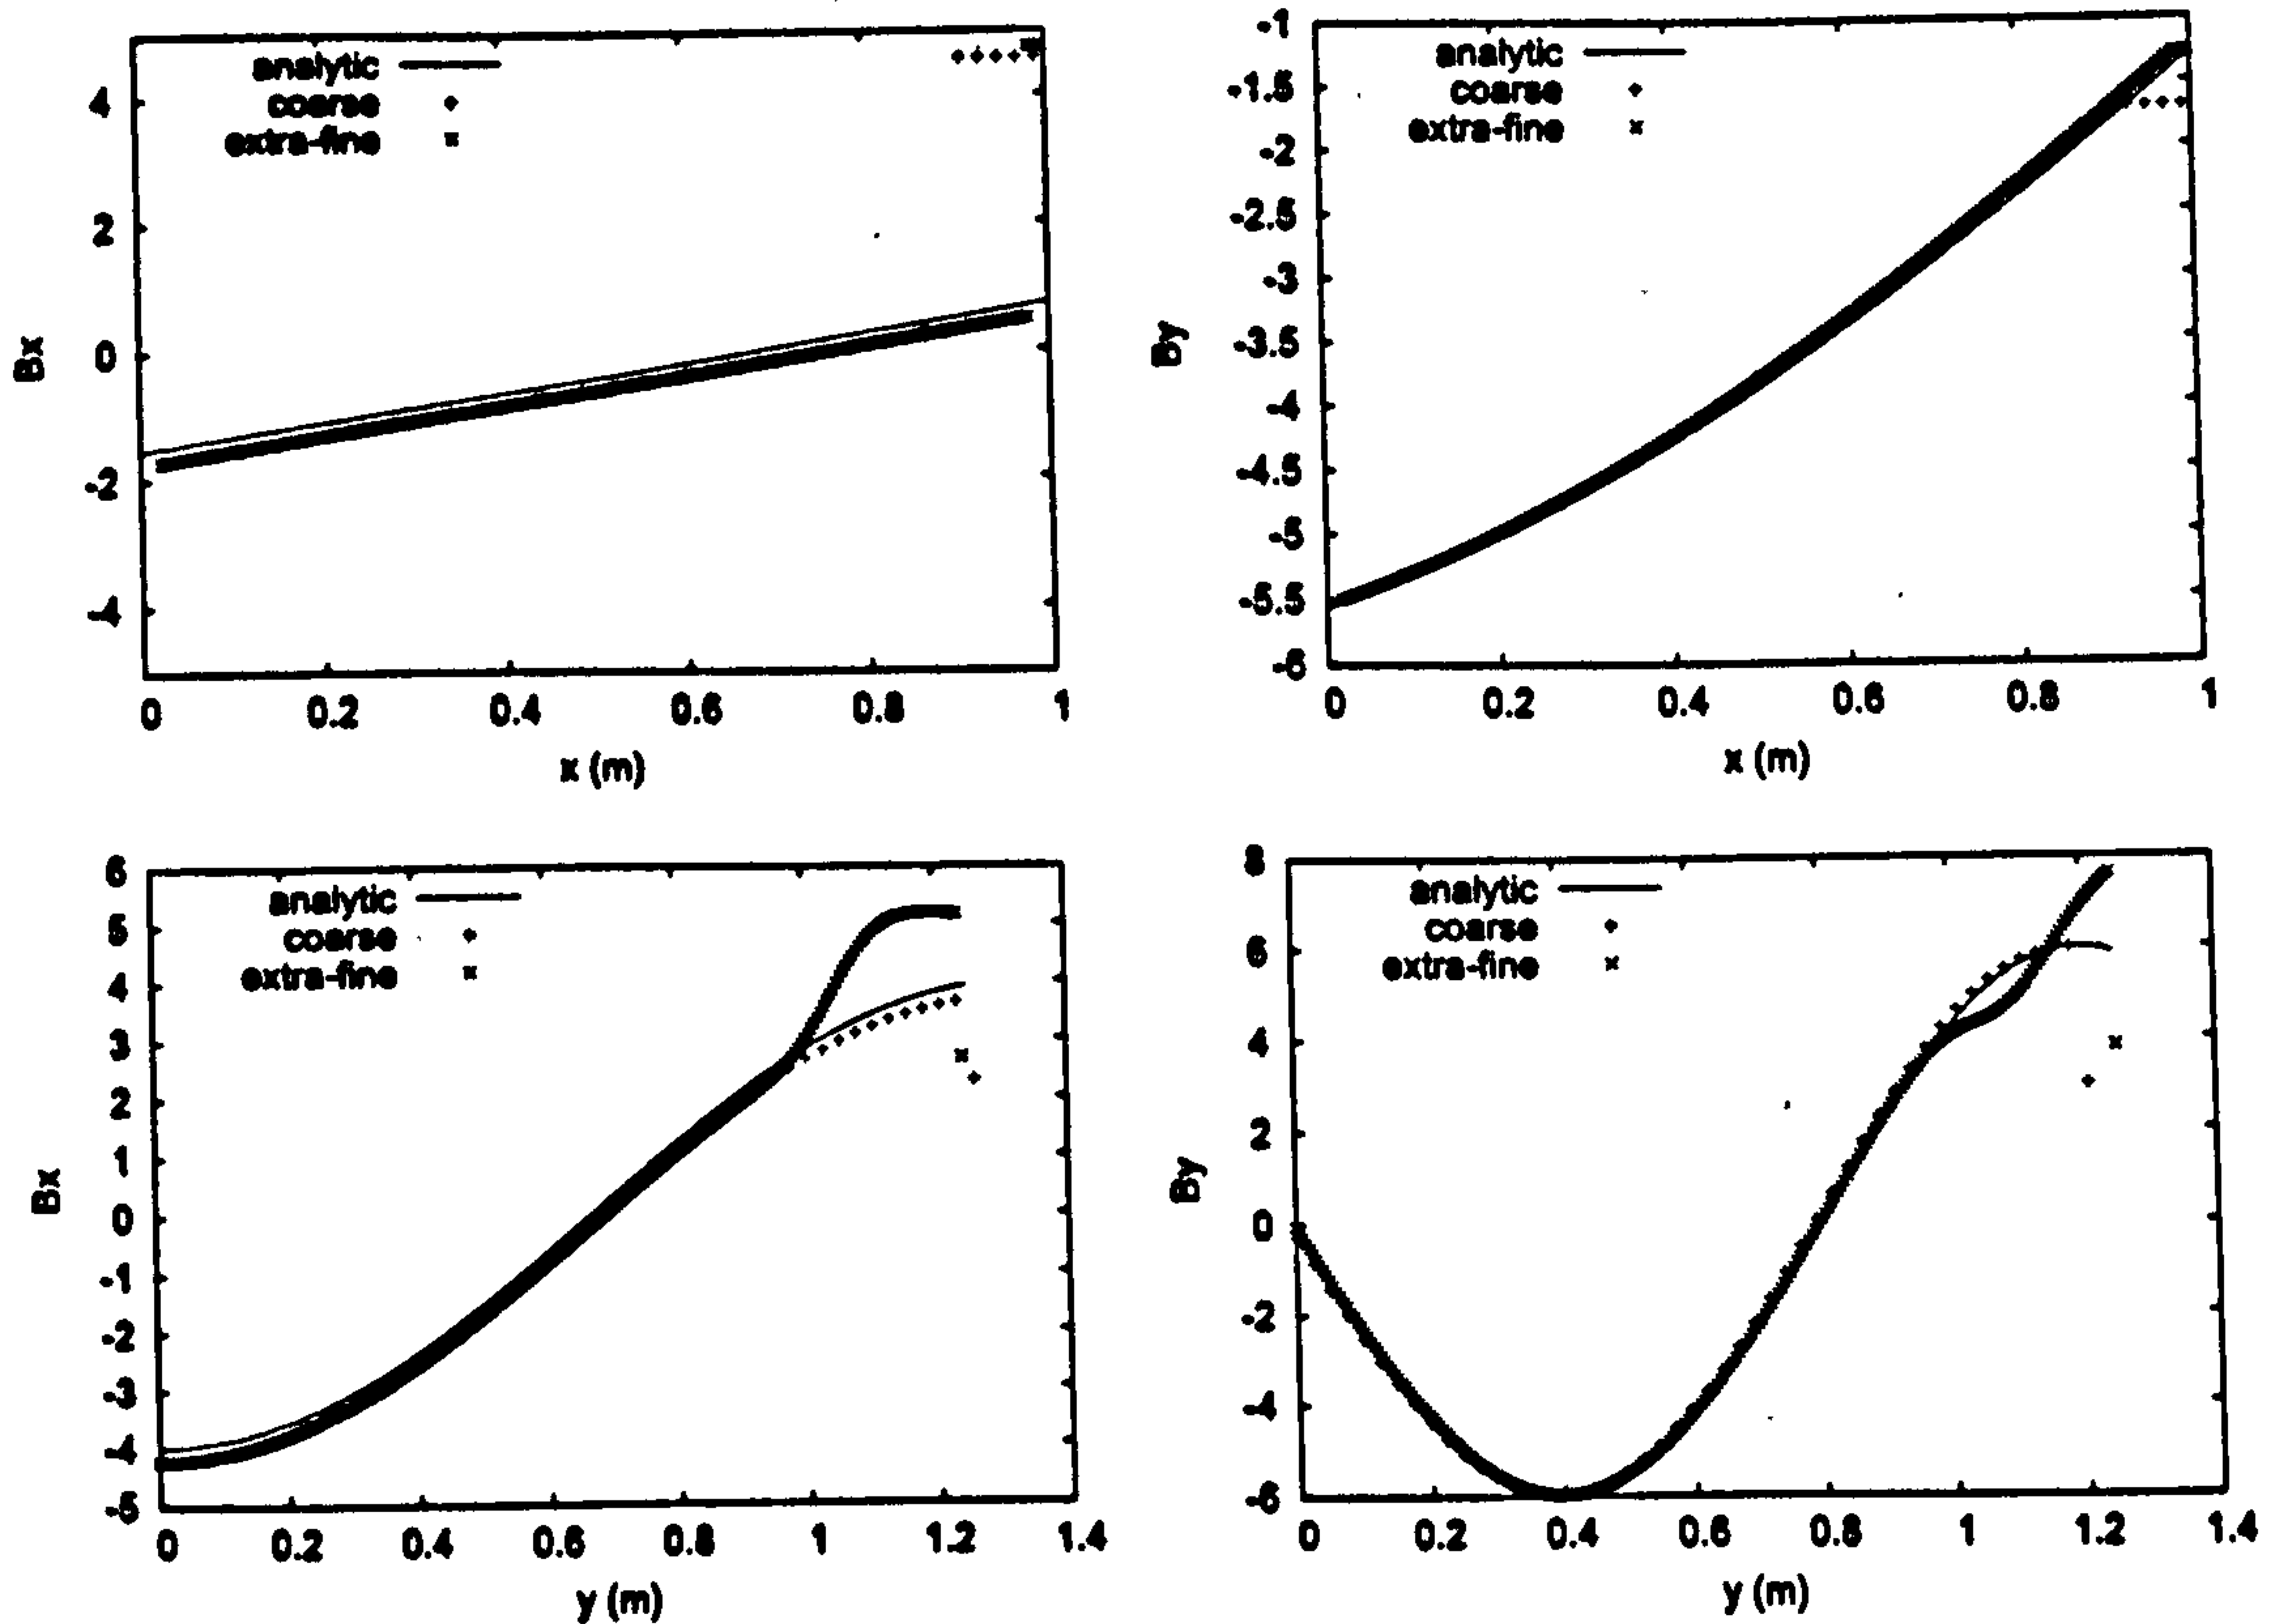 analytic
coarse
extra-fine
4
2
0
-2
-4
Bx
0 0.2 0.4 0.6 0.8 1
x (m)
-1
-1.5
-2
-2.5
-3
-3.5
-4
-4.5
-5
-5.5
-6
analytic
coarse
extra-fine
By
0 0.2 0.4 0.6 0.8 1
x (m)
6
5
4
3
2
1
0
-1
-2
-3
-4
-5
analytic
coarse
extra-fine
Bx
0 0.2 0.4 0.6 0.8 1 1.2 1.4
y (m)
8
6
4
2
0
-2
-4
-6
analytic
coarse
extra-fine
By
0 0.2 0.4 0.6 0.8 1 1.2 1.4
y (m)